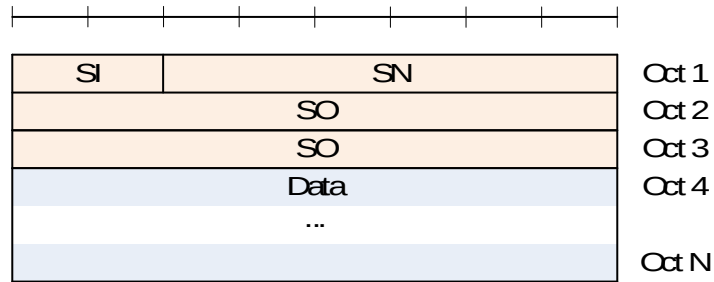 SI SN Oct 1
SO Oct 2
SO Oct 3
Data Oct 4
...
Oct N